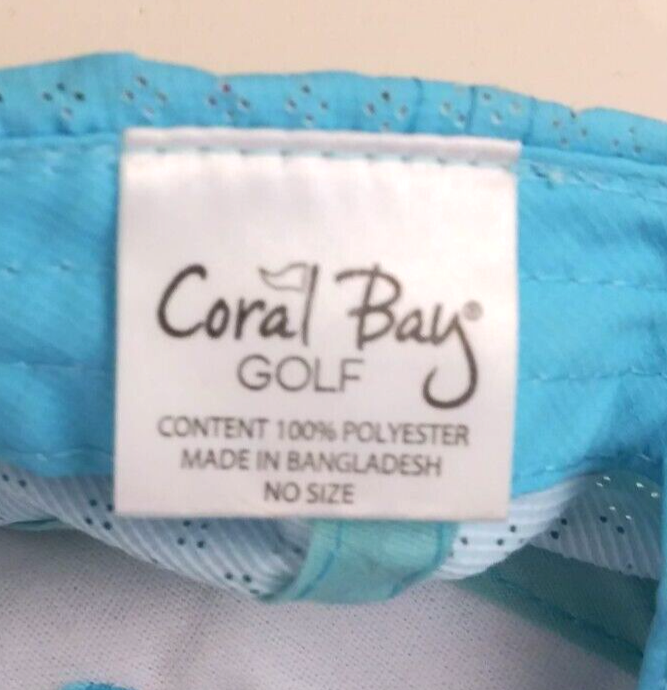 Coral Bay®
GOLF
CONTENT 100% POLYESTER
MADE IN BANGLADESH
NO SIZE